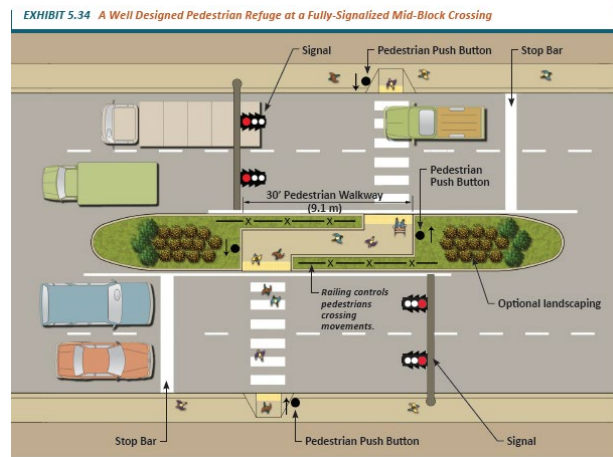 EXHIBIT 5.34 A Well Designed Pedestrian Refuge at a Fully-Signalized Mid-Block Crossing
Signal
Pedestrian Push Button
Stop Bar
Pedestrian
Push Button
30' Pedestrian Walkway
(9.1 m)
X X X
X X X
Railing controls
pedestrians
crossing
movements.
Optional landscaping
Stop Bar
Pedestrian Push Button
Signal